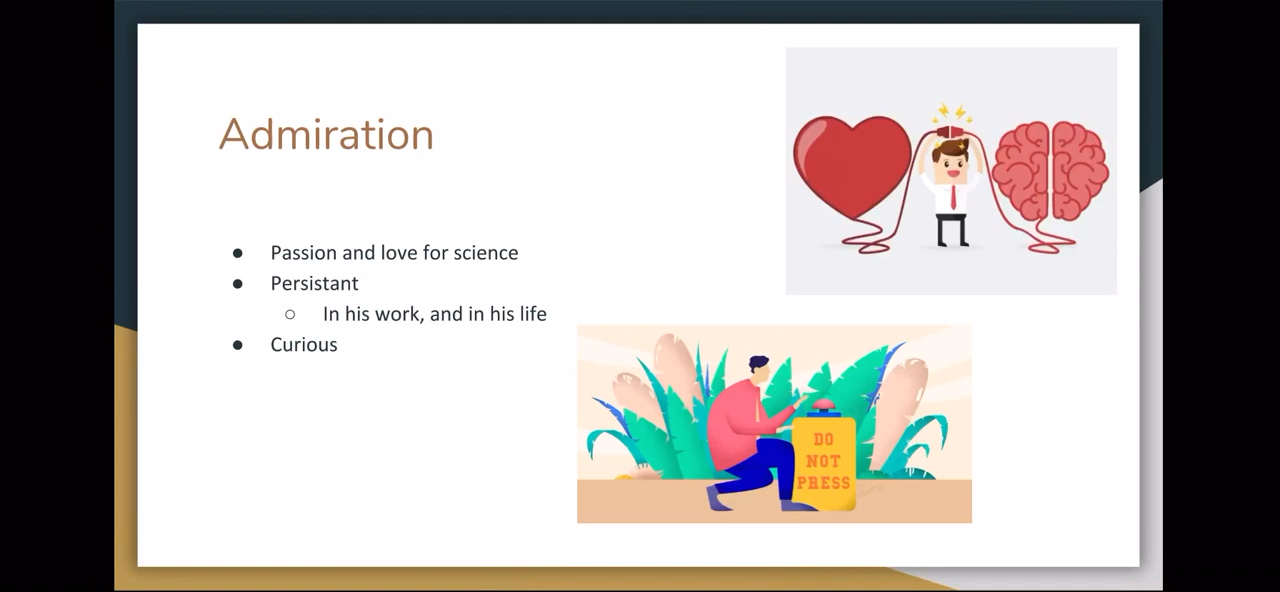 Admiration
● Passion and love for science
● Persistant
○ In his work, and in his life
● Curious
DO
NOT
PRESS